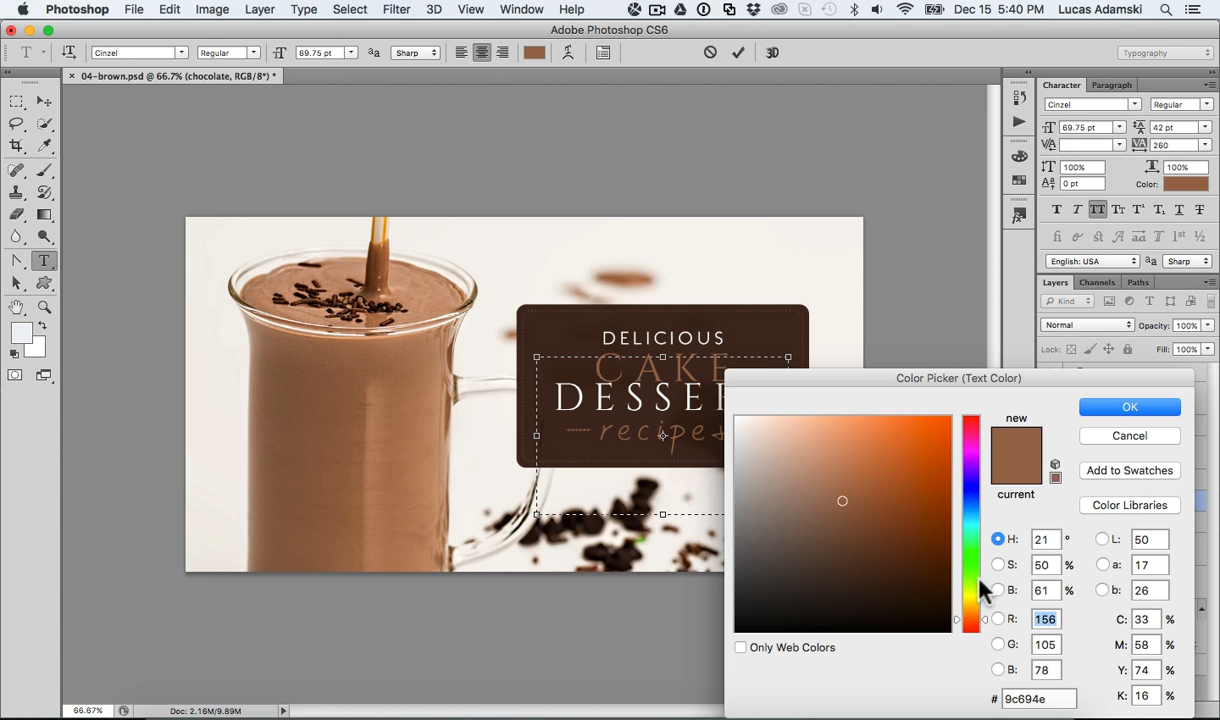 Photoshop File Edit Image Layer Type Select Filter 3D View Window Help Dec 15 5:40 PM Lucas Adamski
Adobe Photoshop CS6
Cinzel Regular 69.75 pt Sharp 3D Typography
04-brown.psd @ 66.7% (chocolate, RGB/8*) *
Character Paragraph
Cinzel Regular
69.75 pt 42 pt
260
100% 100%
0 pt Color:
English: USA Sharp
Layers Channels Paths
Kind
Normal Opacity: 100%
Lock: Fill: 100%
DELICIOUS
CAKE
DESSER
recipes
Color Picker (Text Color)
new
current
OK
Cancel
Add to Swatches
Color Libraries
H: 21 ° L: 50
S: 50 % a: 17
B: 61 % b: 26
R: 156 C: 33 %
G: 105 M: 58 %
B: 78 Y: 74 %
# 9c694e K: 16 %
Only Web Colors
66.67% Doc: 2.16M/9.89M